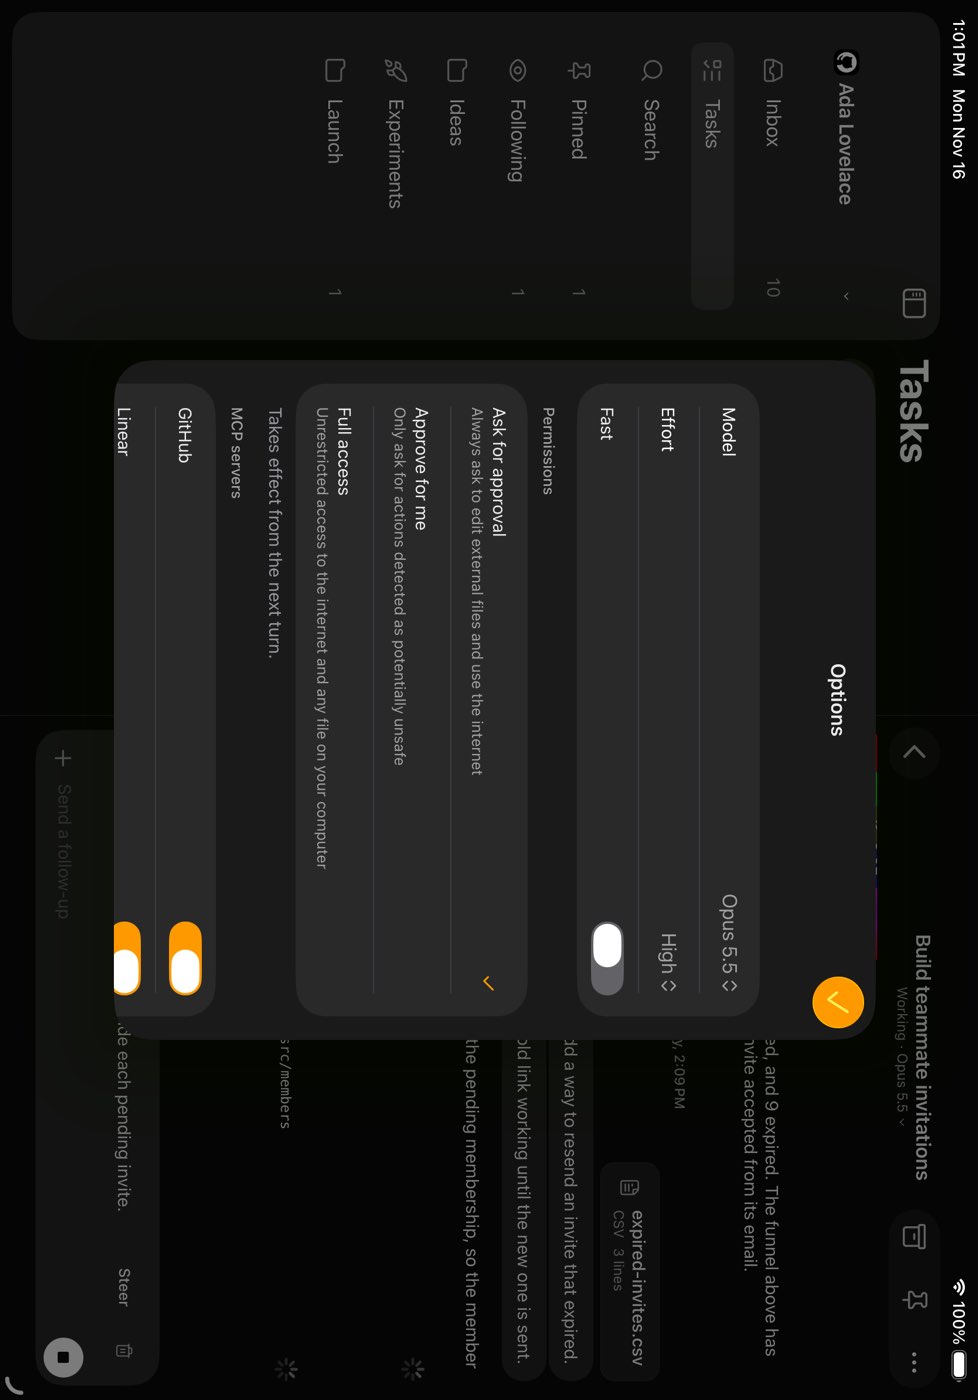 1:01 PM Mon Nov 16
100%
Ada Lovelace
Inbox 10
Tasks
Search
Pinned 1
Following 1
Ideas
Experiments
Launch 1
Tasks
Build teammate invitations
Working · Opus 5.5
ed, and 9 expired. The funnel above has
nvite accepted from its email.
y, 2:09 PM
expired-invites.csv
CSV 3 lines
dd a way to resend an invite that expired.
old link working until the new one is sent.
the pending membership, so the member
src/members
de each pending invite.
Steer
Send a follow-up
Options
Model Opus 5.5
Effort High
Fast
Permissions
Ask for approval
Always ask to edit external files and use the internet
Approve for me
Only ask for actions detected as potentially unsafe
Full access
Unrestricted access to the internet and any file on your computer
Takes effect from the next turn.
MCP servers
GitHub
Linear